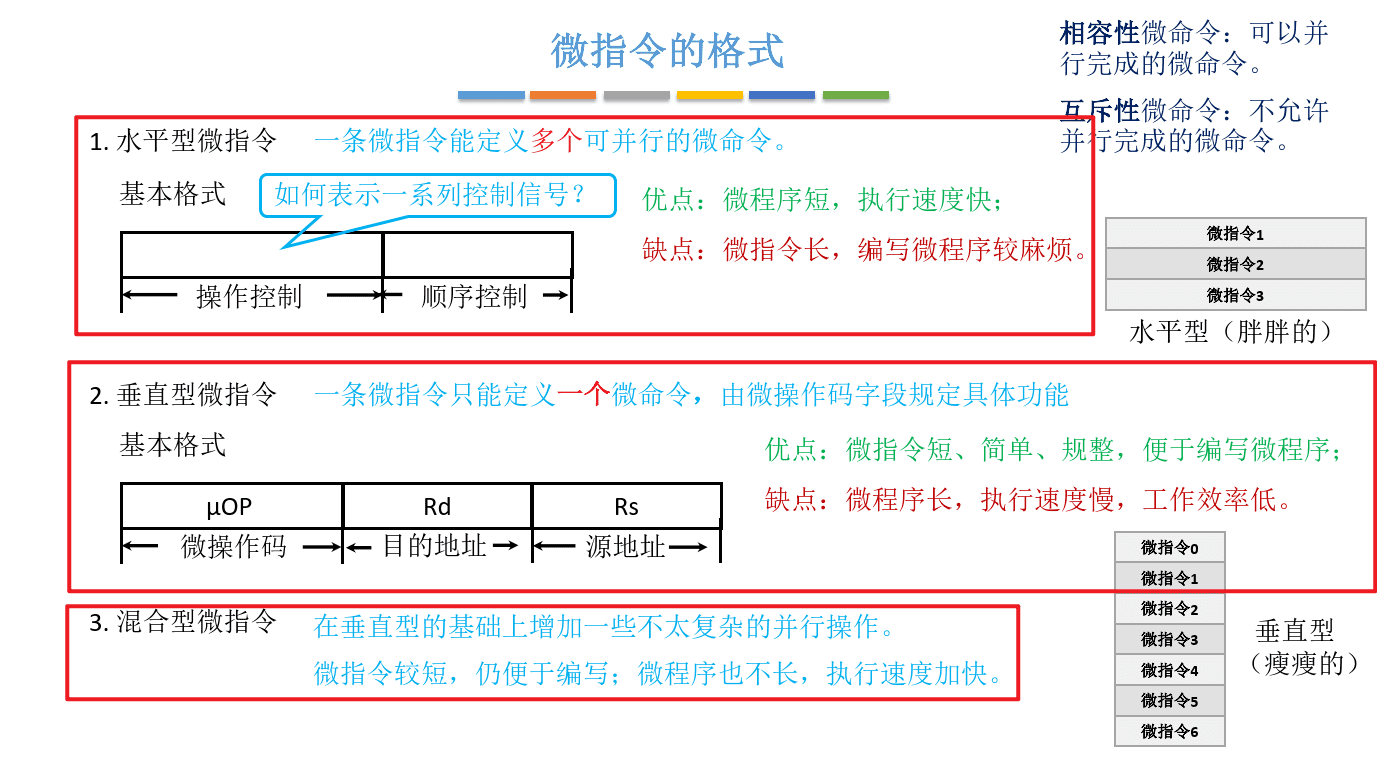 微指令的格式
相容性微命令：可以并
行完成的微命令。
互斥性微命令：不允许
并行完成的微命令。
1. 水平型微指令 一条微指令能定义多个可并行的微命令。
基本格式 如何表示一系列控制信号？
优点：微程序短，执行速度快；
缺点：微指令长，编写微程序较麻烦。
操作控制 顺序控制
微指令1
微指令2
微指令3
水平型（胖胖的）
2. 垂直型微指令 一条微指令只能定义一个微命令，由微操作码字段规定具体功能
基本格式
优点：微指令短、简单、规整，便于编写微程序；
缺点：微程序长，执行速度慢，工作效率低。
μOP Rd Rs
微操作码 目的地址 源地址
微指令0
微指令1
微指令2
微指令3
微指令4
微指令5
微指令6
垂直型
（瘦瘦的）
3. 混合型微指令 在垂直型的基础上增加一些不太复杂的并行操作。
微指令较短，仍便于编写；微程序也不长，执行速度加快。